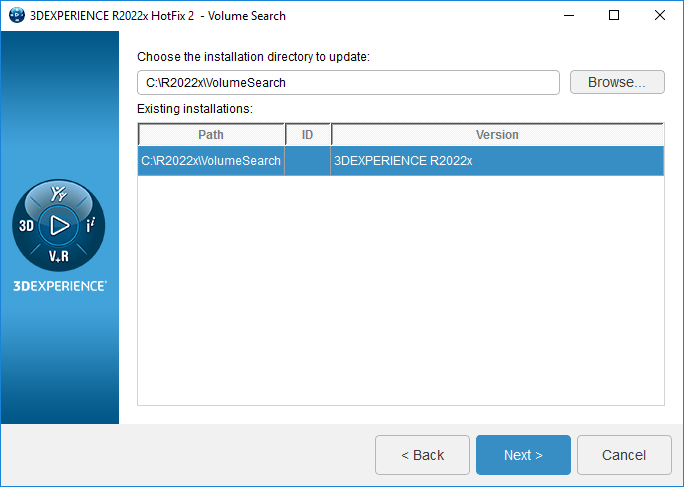 3DEXPERIENCE R2022x HotFix 2 - Volume Search
Choose the installation directory to update:
C:\R2022x\VolumeSearch
Browse...
Existing installations:
Path ID Version
C:\R2022x\VolumeSearch 3DEXPERIENCE R2022x
3D
i²
V+R
3DEXPERIENCE
< Back Next > Cancel